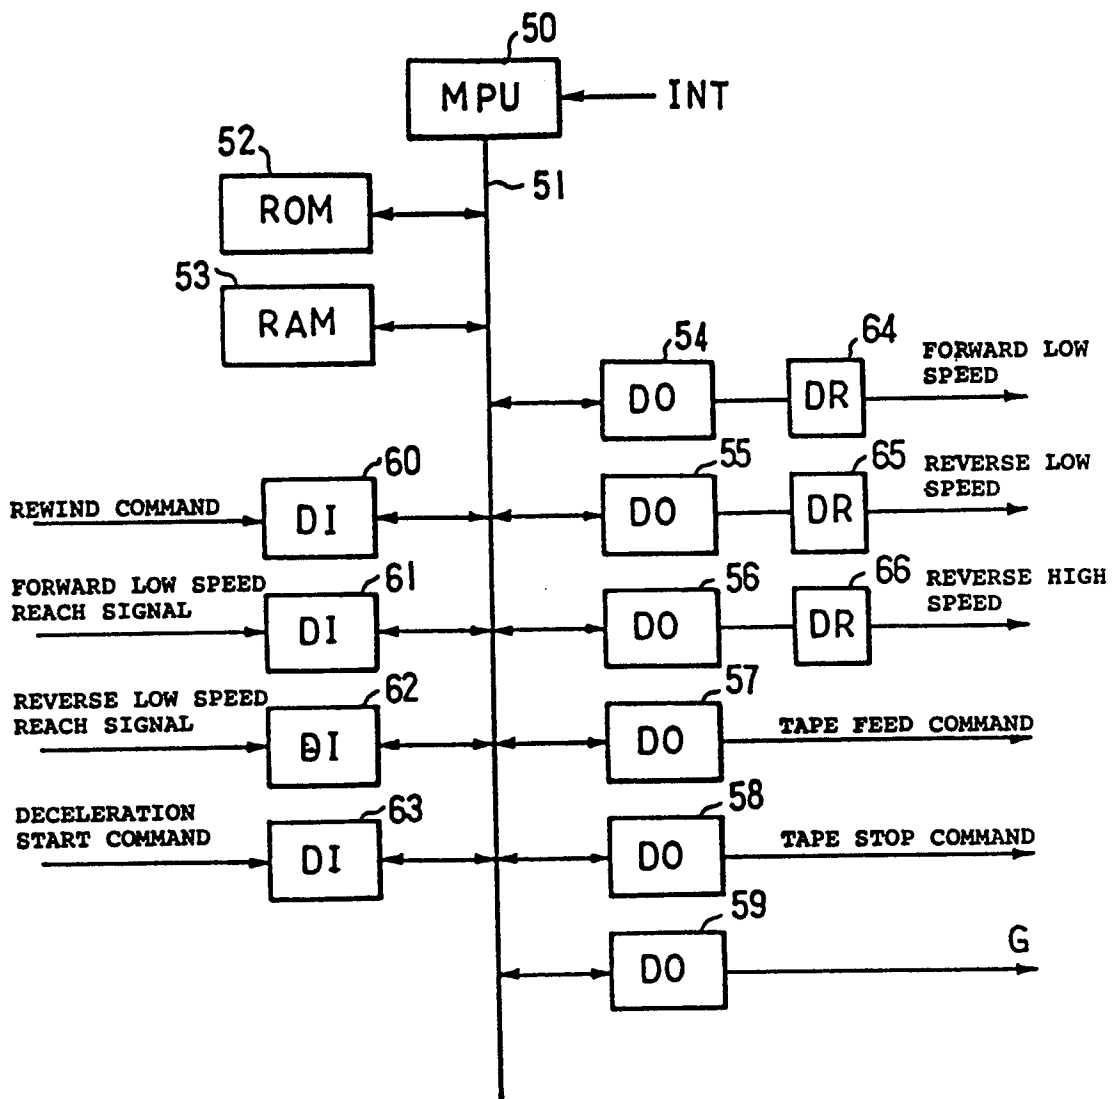 50
MPU
INT
52
51
ROM
53
RAM
54
64
FORWARD LOW
SPEED
DO
DR
60
55
65
REVERSE LOW
SPEED
REWIND COMMAND
DI
DO
DR
FORWARD LOW SPEED
REACH SIGNAL
61
56
66
REVERSE HIGH
SPEED
DI
DO
DR
REVERSE LOW SPEED
REACH SIGNAL
62
57
DI
DO
TAPE FEED COMMAND
DECELERATION
START COMMAND
63
58
DI
DO
TAPE STOP COMMAND
59
DO
G